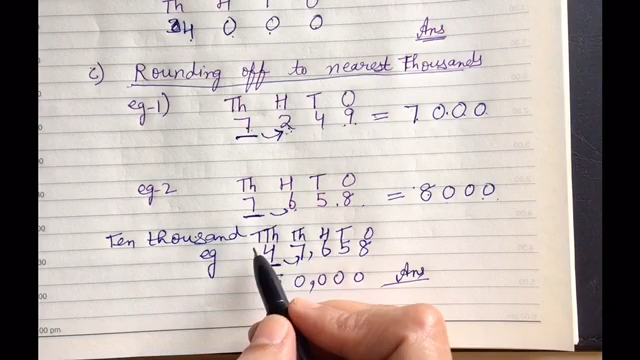 Th H T O
4 0 0 0
Ans
c) Rounding off to nearest Thousands
eg-1) Th H T O
7 2 4 9 = 7000
eg-2 Th H T O
7 6 5 8 = 8000
Ten thousand TTh Th H T O
eg 4 7,6 5 8
0,000 Ans